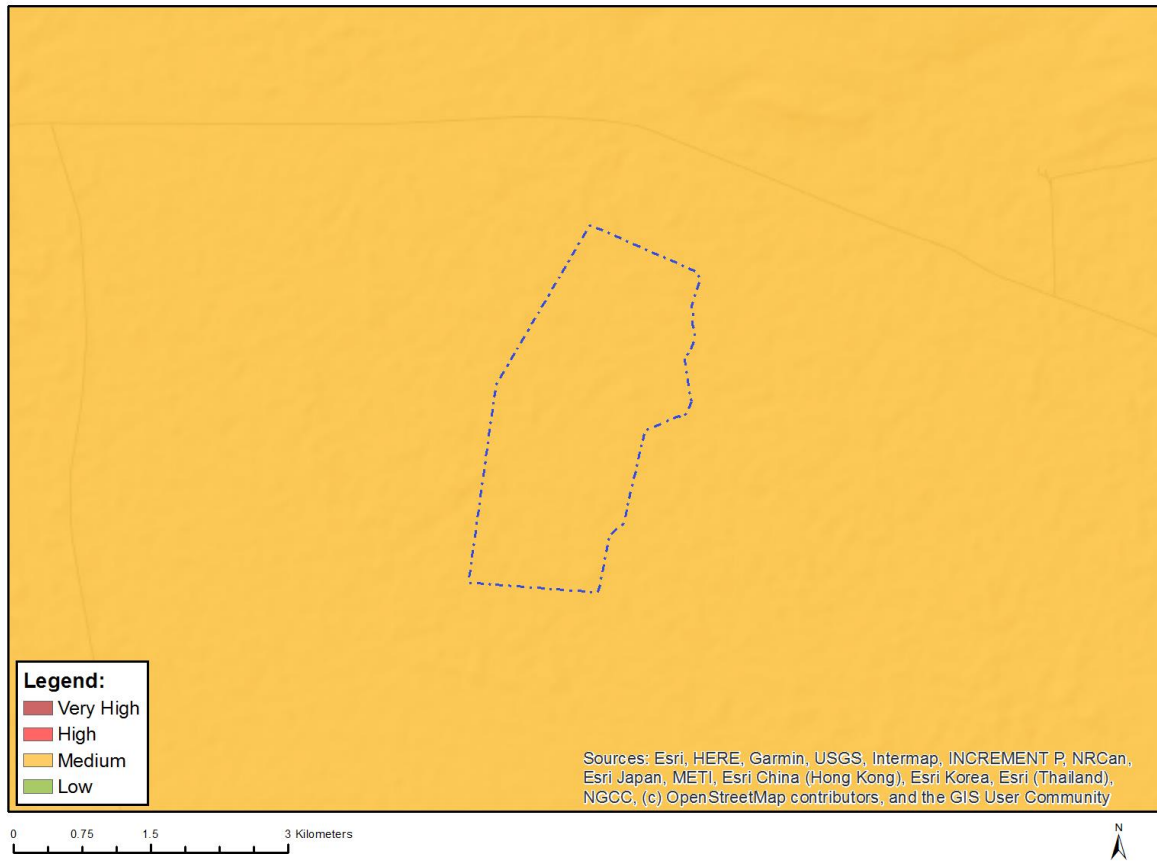 Legend:
Very High
High
Medium
Low
Sources: Esri, HERE, Garmin, USGS, Intermap, INCREMENT P, NRCan,
Esri Japan, METI, Esri China (Hong Kong), Esri Korea, Esri (Thailand),
NGCC, (c) OpenStreetMap contributors, and the GIS User Community
0 0.75 1.5 3 Kilometers
N